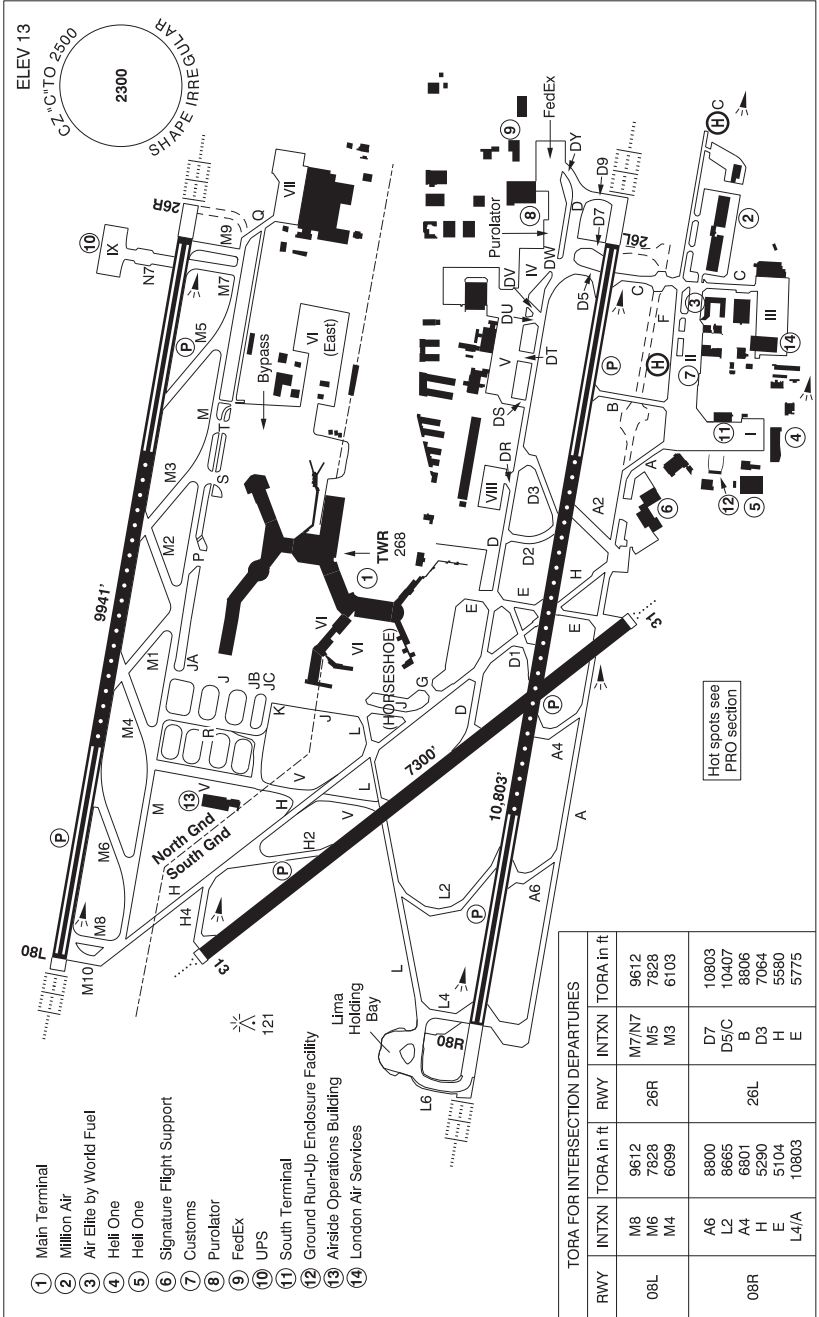 ELEV 13
CZ "C" TO 2500
2300
SHAPE IRREGULAR
26R
Q
VII
10
IX
N7
M9
M7
M5
P
VI
(East)
Bypass
M
M3
T
S
M2
P
9941'
TWR
268
1
VI
VI
(HORSESHOE)
M1
JA
J
JB
JC
R
K
J
L
J
G
M4
V
M
V
13
H
North Gnd
South Gnd
L
V
H2
P
M6
P
M8
H
H4
08L
M10
13
121
9
FedEx
DY
D9
8
Purolator
D
D7
26L
DW
IV
DV
DU
D5
V
DT
DS
DR
VIII
D
D3
D2
E
E
D1
D
7300'
P
10,803'
L2
P
L
L4
Lima
Holding
Bay
08R
L6
H
C
2
C
C
F
3
II
III
14
H
7
P
B
11
I
4
A
12
5
A2
6
H
E
31
A4
A
A6
Hot spots see
PRO section
1 Main Terminal
2 Million Air
3 Air Elite by World Fuel
4 Heli One
5 Heli One
6 Signature Flight Support
7 Customs
8 Purolator
9 FedEx
10 UPS
11 South Terminal
12 Ground Run-Up Enclosure Facility
13 Airside Operations Building
14 London Air Services
TORA FOR INTERSECTION DEPARTURES
RWY INTXN TORA in ft RWY INTXN TORA in ft
08L M8 9612 26R M7/N7 9612
M6 7828 M5 7828
M4 6099 M3 6103
08R A6 8800 26L D7 10803
L2 8665 D5/C 10407
A4 6801 B 8806
H 5290 D3 7064
E 5104 H 5580
L4/A 10803 E 5775